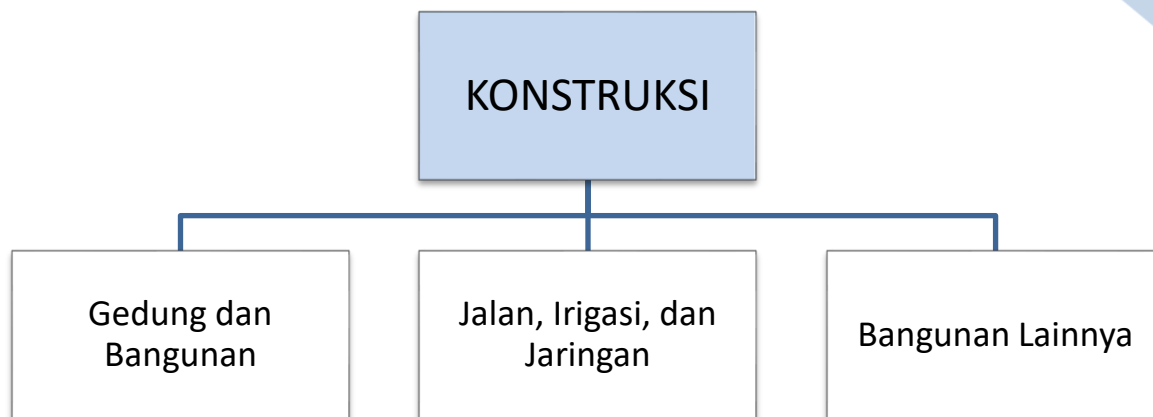 KONSTRUKSI
Gedung dan
Bangunan
Jalan, Irigasi, dan
Jaringan
Bangunan Lainnya